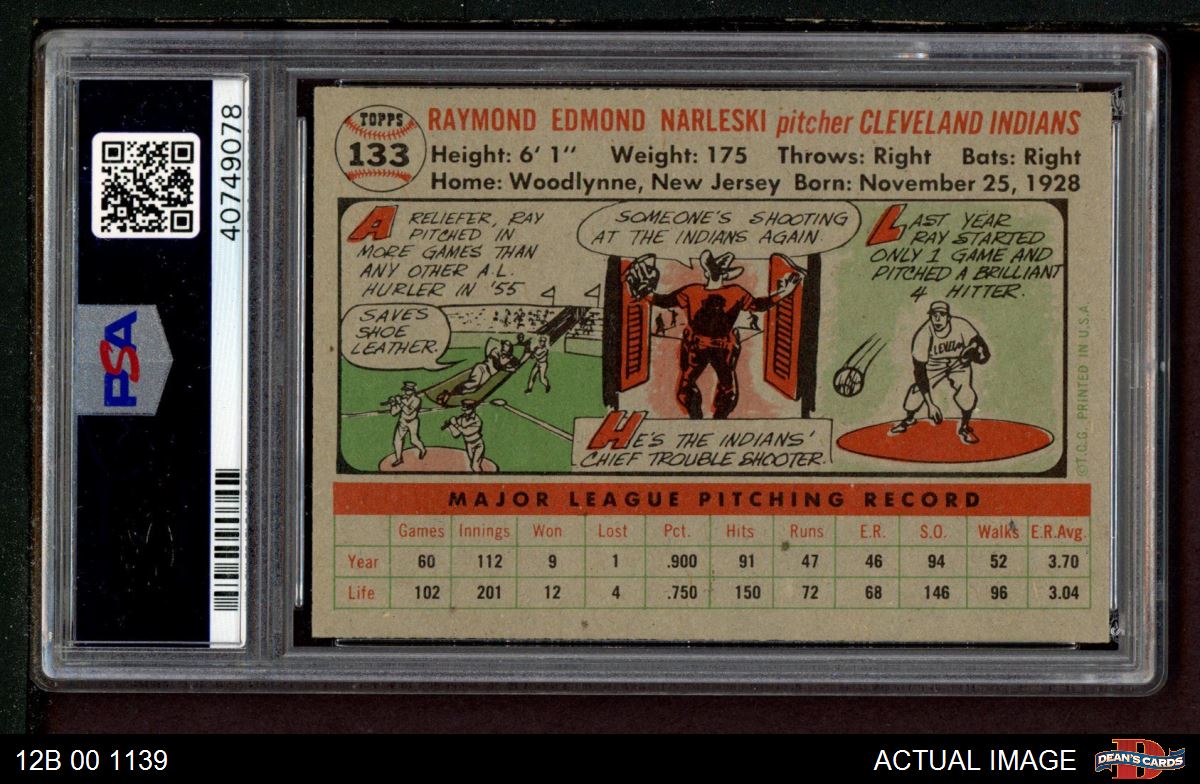 PSA
40749078
TOPPS
133
RAYMOND EDMOND NARLESKI pitcher CLEVELAND INDIANS
Height: 6' 1" Weight: 175 Throws: Right Bats: Right
Home: Woodlynne, New Jersey Born: November 25, 1928
A RELIEFER, RAY
PITCHED IN
MORE GAMES THAN
ANY OTHER A.L.
HURLER IN '55
SAVES
SHOE
LEATHER.
SOMEONE'S SHOOTING
AT THE INDIANS AGAIN.
HE'S THE INDIANS'
CHIEF TROUBLE SHOOTER.
LAST YEAR
RAY STARTED
ONLY 1 GAME AND
PITCHED A BRILLIANT
4 HITTER.
©T.C.G. PRINTED IN U.S.A.
MAJOR LEAGUE PITCHING RECORD
Games Innings Won Lost Pct. Hits Runs E.R. S.O. Walks E.R.Avg.
Year 60 112 9 1 .900 91 47 46 94 52 3.70
Life 102 201 12 4 .750 150 72 68 146 96 3.04
12B 00 1139
ACTUAL IMAGE
D
DEAN'S CARDS